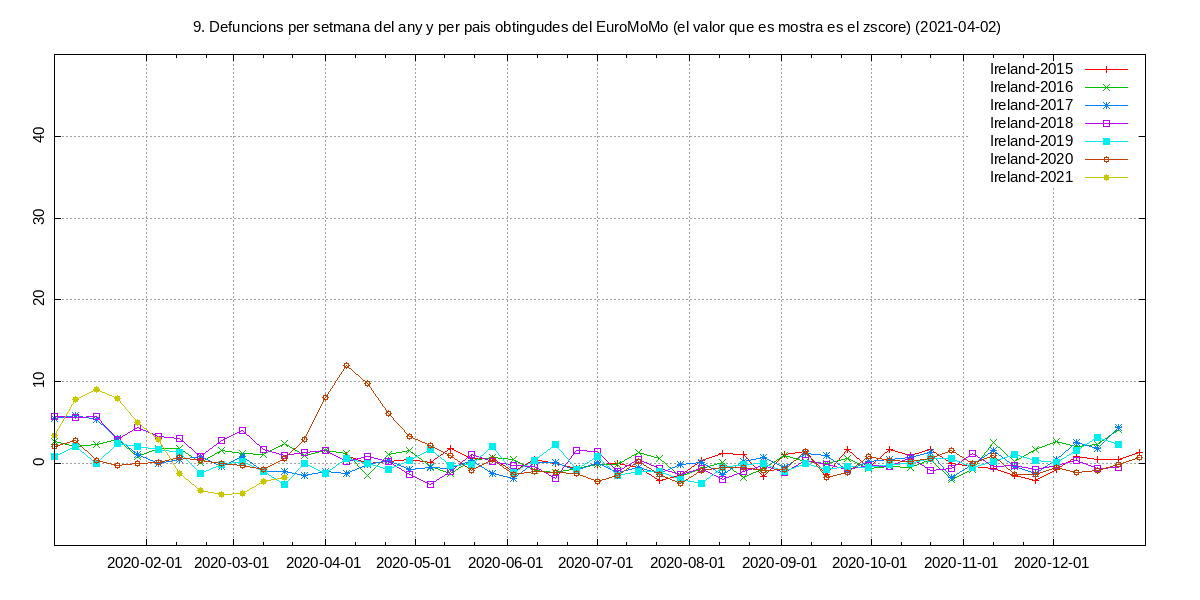 9. Defuncions per setmana del any y per pais obtingudes del EuroMoMo (el valor que es mostra es el zscore) (2021-04-02)
Ireland-2015
Ireland-2016
Ireland-2017
Ireland-2018
Ireland-2019
Ireland-2020
Ireland-2021
40
30
20
10
0
2020-02-01 2020-03-01 2020-04-01 2020-05-01 2020-06-01 2020-07-01 2020-08-01 2020-09-01 2020-10-01 2020-11-01 2020-12-01